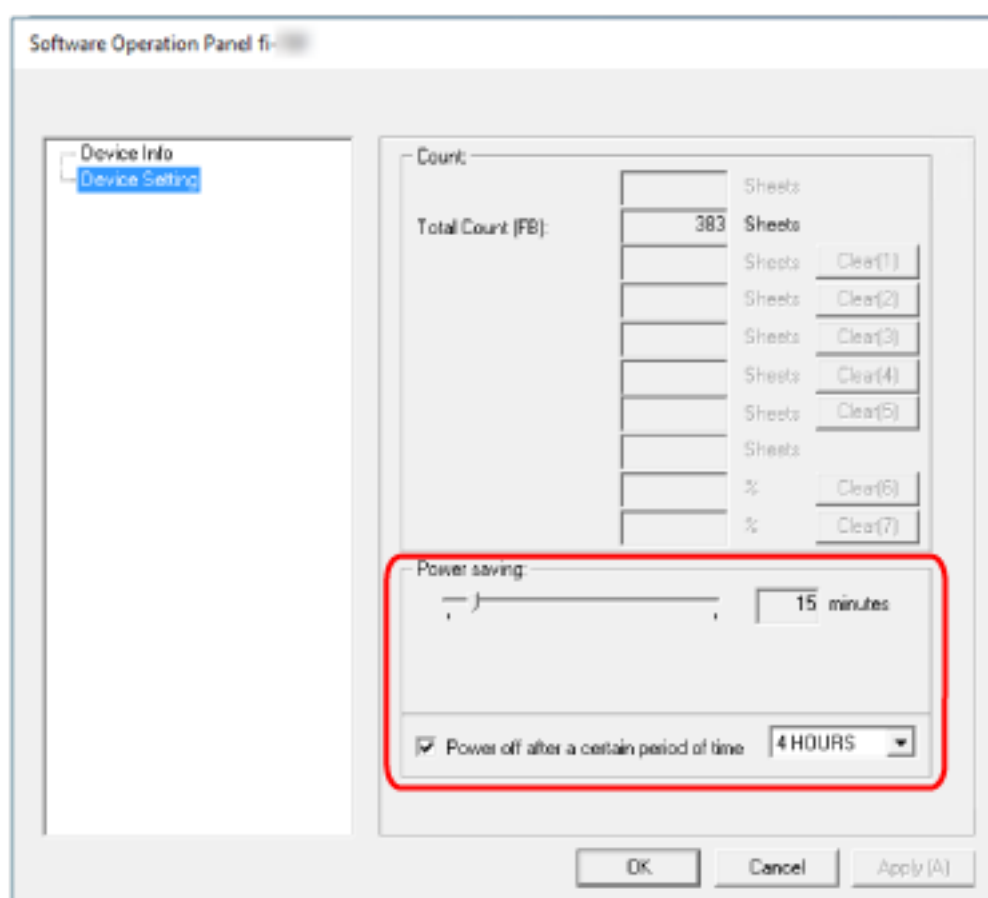 Software Operation Panel fi-
Device Info
Device Setting
Count:
Sheets
Total Count (FB): 383 Sheets
Sheets Clear(1)
Sheets Clear(2)
Sheets Clear(3)
Sheets Clear(4)
Sheets Clear(5)
Sheets
% Clear(6)
% Clear(7)
Power saving:
15 minutes
Power off after a certain period of time 4 HOURS
OK Cancel Apply (A)